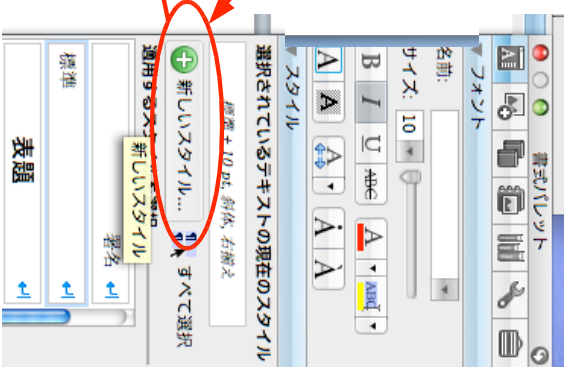 書式パレット
フォント
名前:
サイズ: 10
B I U ABC A ABC
A A A A A
スタイル
選択されているテキストの現在のスタイル
標準 + 10 pt, 斜体, 右揃え
新しいスタイル... すべて選択
適用するスタイル
新しいスタイル
署名
標準
表題